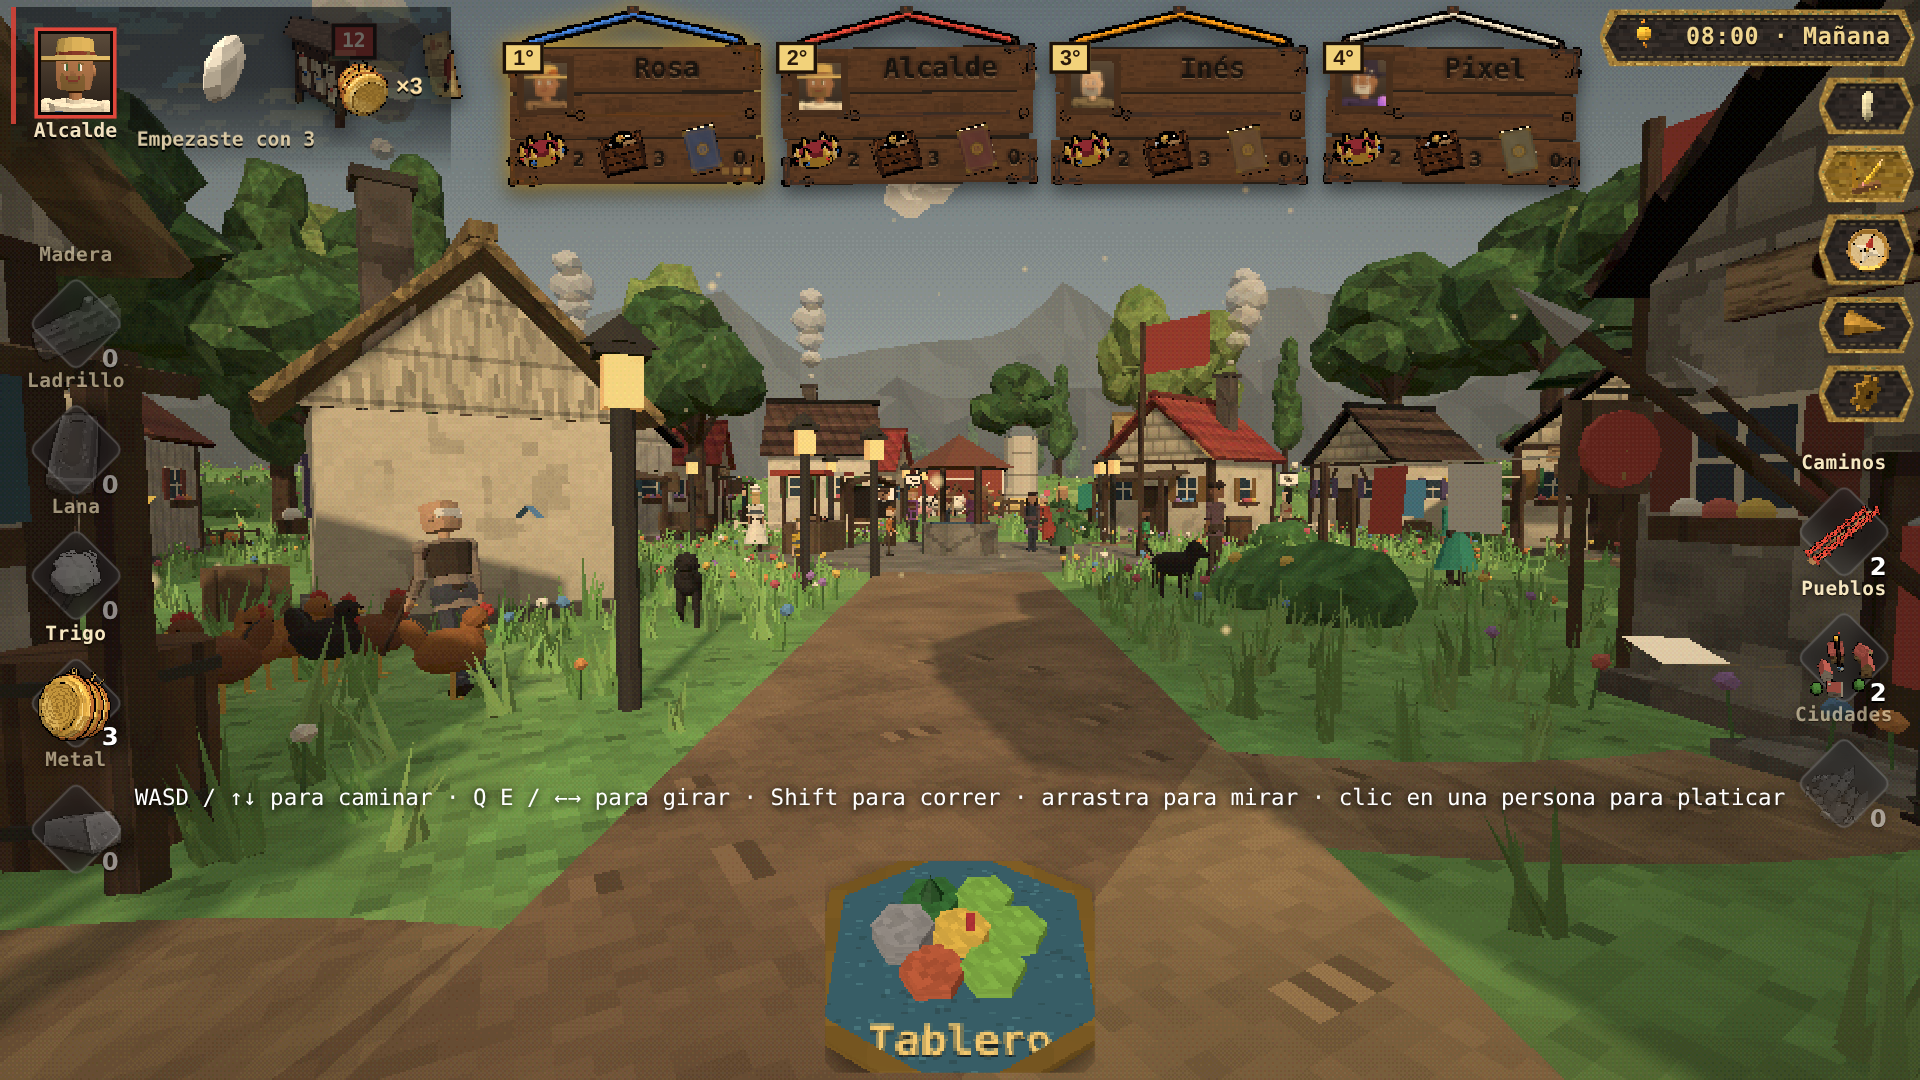 Alcalde
12
×3
Empezaste con 3
1° Rosa
2 3 0
2° Alcalde
2 3 0
3° Inés
2 3 0
4° Pixel
2 3 0
08:00 · Mañana
Madera
0
Ladrillo
0
Lana
0
Trigo
3
Metal
0
Caminos
2
Pueblos
2
Ciudades
0
WASD / ↑↓ para caminar · Q E / ←→ para girar · Shift para correr · arrastra para mirar · clic en una persona para platicar
Tablero